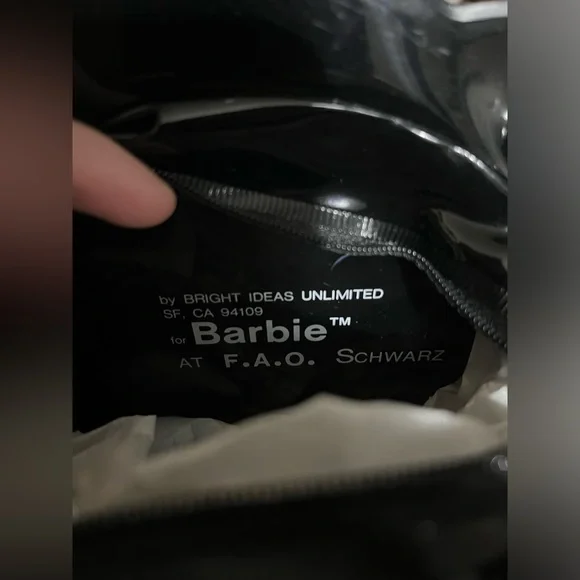 by BRIGHT IDEAS UNLIMITED
SF, CA 94109
for Barbie™
AT F.A.O. SCHWARZ